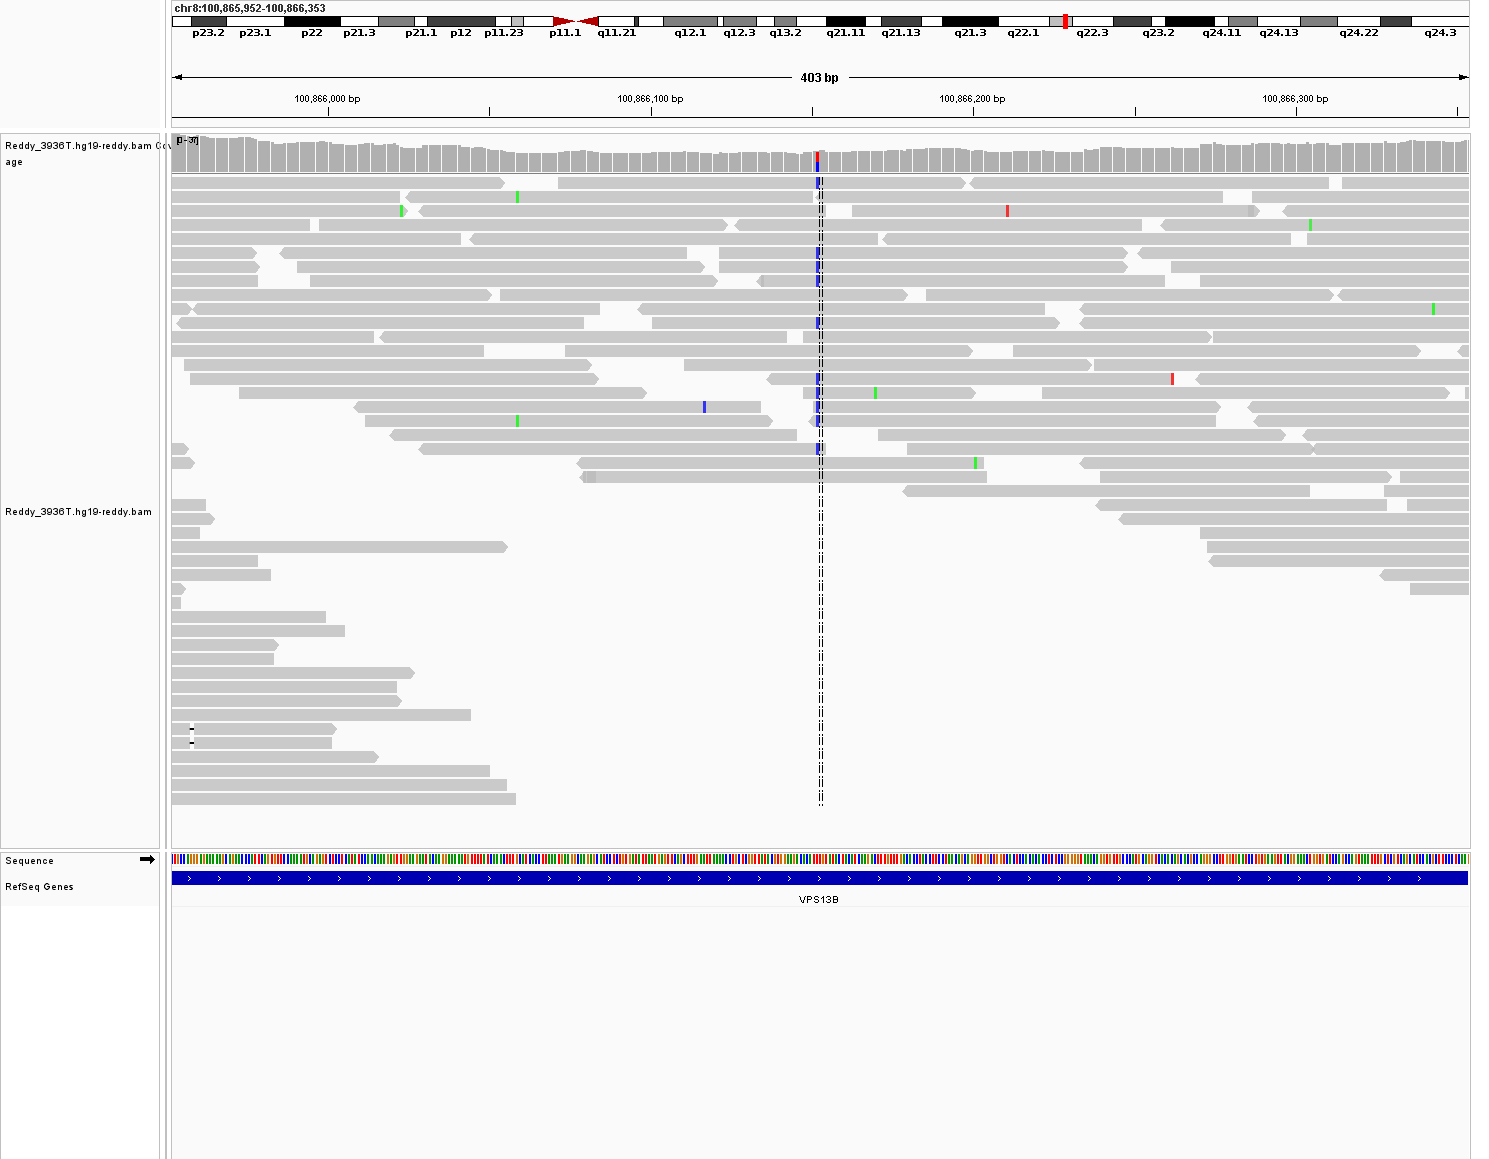 chr8:100,865,952-100,866,353
p23.2 p23.1 p22 p21.3 p21.1 p12 p11.23 p11.1 q11.21 q12.1 q12.3 q13.2 q21.11 q21.13 q21.3 q22.1 q22.3 q23.2 q24.11 q24.13 q24.22 q24.3
403 bp
100,866,000 bp 100,866,100 bp 100,866,200 bp 100,866,300 bp
Reddy_3936T.hg19-reddy.bam Cov
age
[0 - 37]
Reddy_3936T.hg19-reddy.bam
Sequence
RefSeq Genes
VPS13B